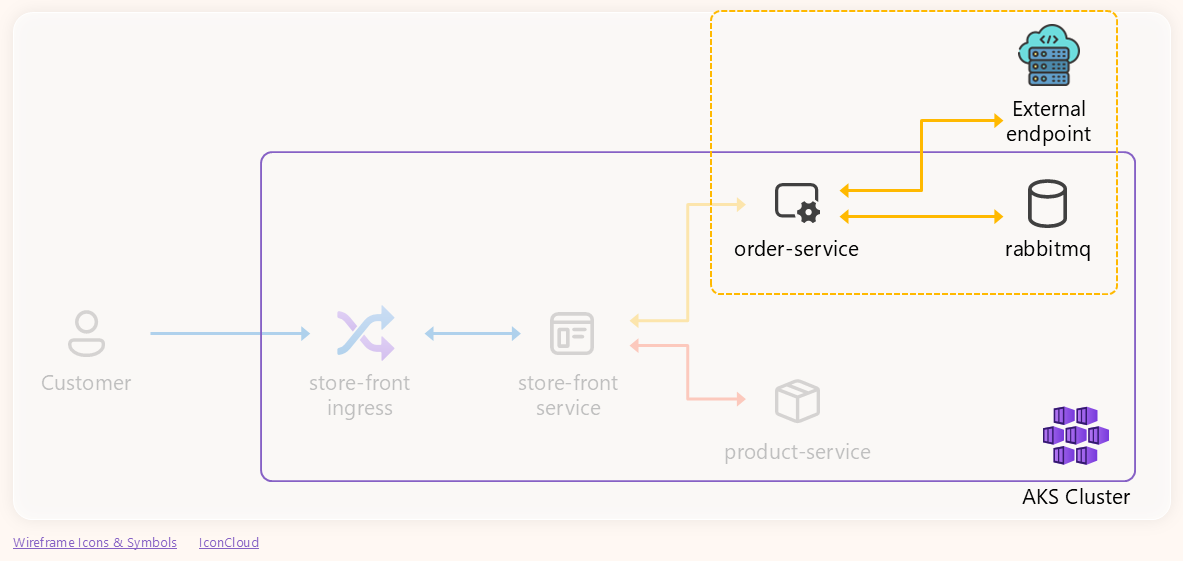 External
endpoint
order-service
rabbitmq
Customer
store-front
ingress
store-front
service
product-service
AKS Cluster
Wireframe Icons & Symbols
IconCloud